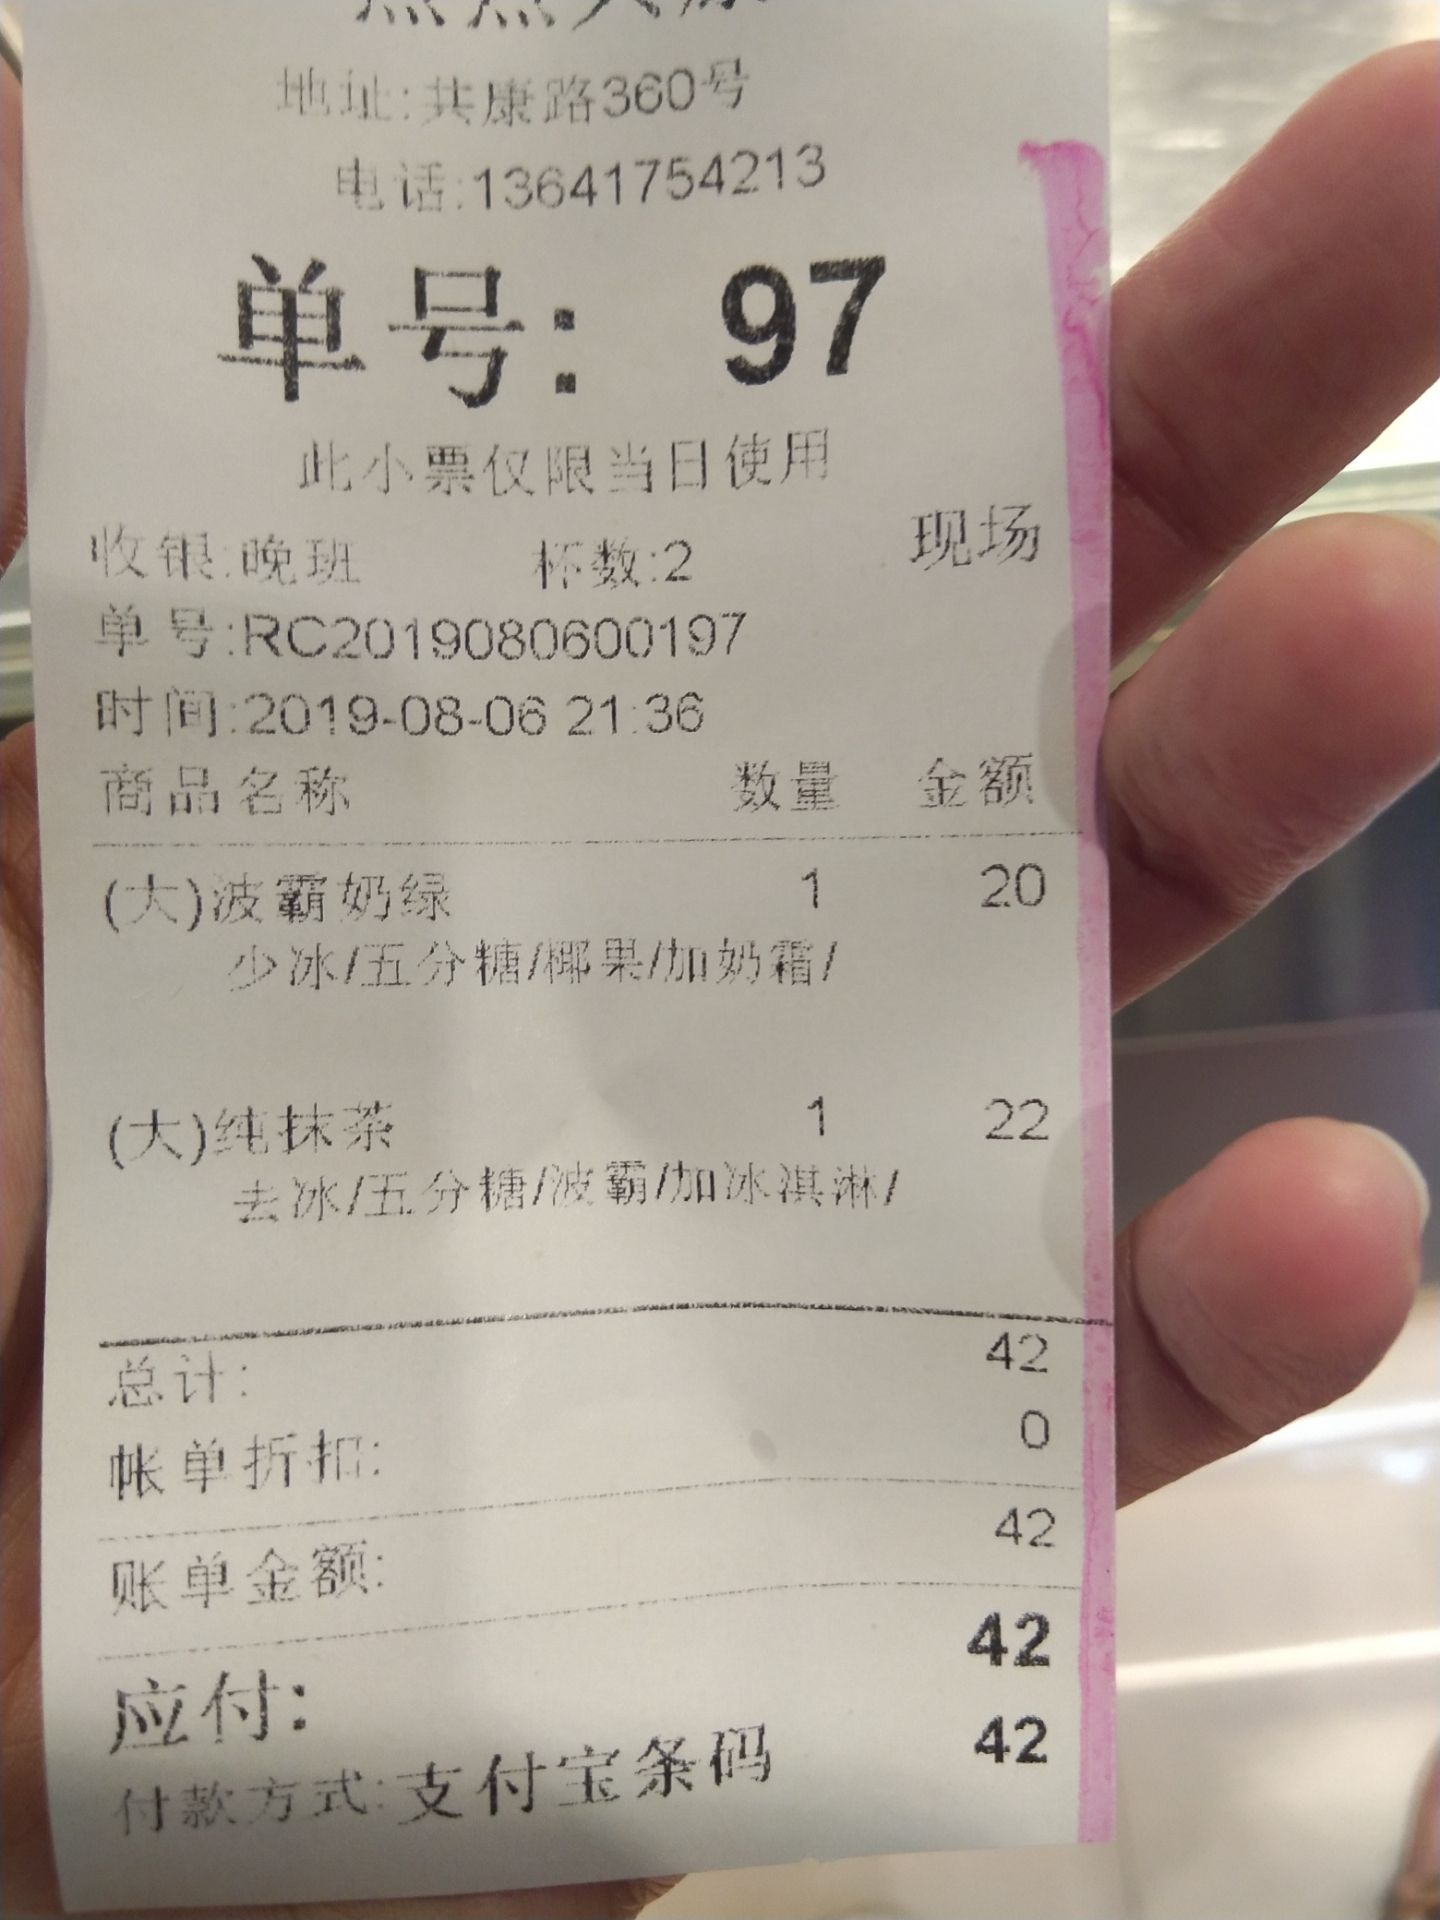 地址:共康路360号
电话:13641754213
单号: 97
此小票仅限当日使用
收银:晚班 杯数:2 现场
单号:RC2019080600197
时间:2019-08-06 21:36
商品名称 数量 金额
(大)波霸奶绿 1 20
少冰/五分糖/椰果/加奶霜/
(大)纯抹茶 1 22
去冰/五分糖/波霸/加冰淇淋/
总计: 42
帐单折扣: 0
账单金额: 42
应付: 42
付款方式:支付宝条码 42